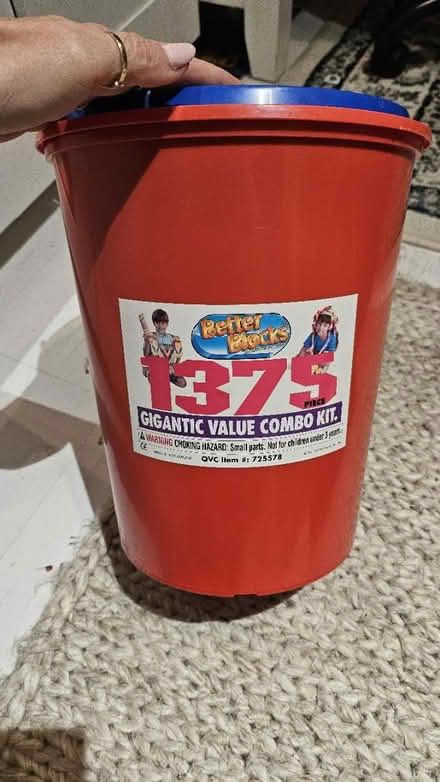 Better
Blocks
1375
PIECE
GIGANTIC VALUE COMBO KIT.
WARNING CHOKING HAZARD: Small parts. Not for children under 3 years.
QVC Item #: 725578